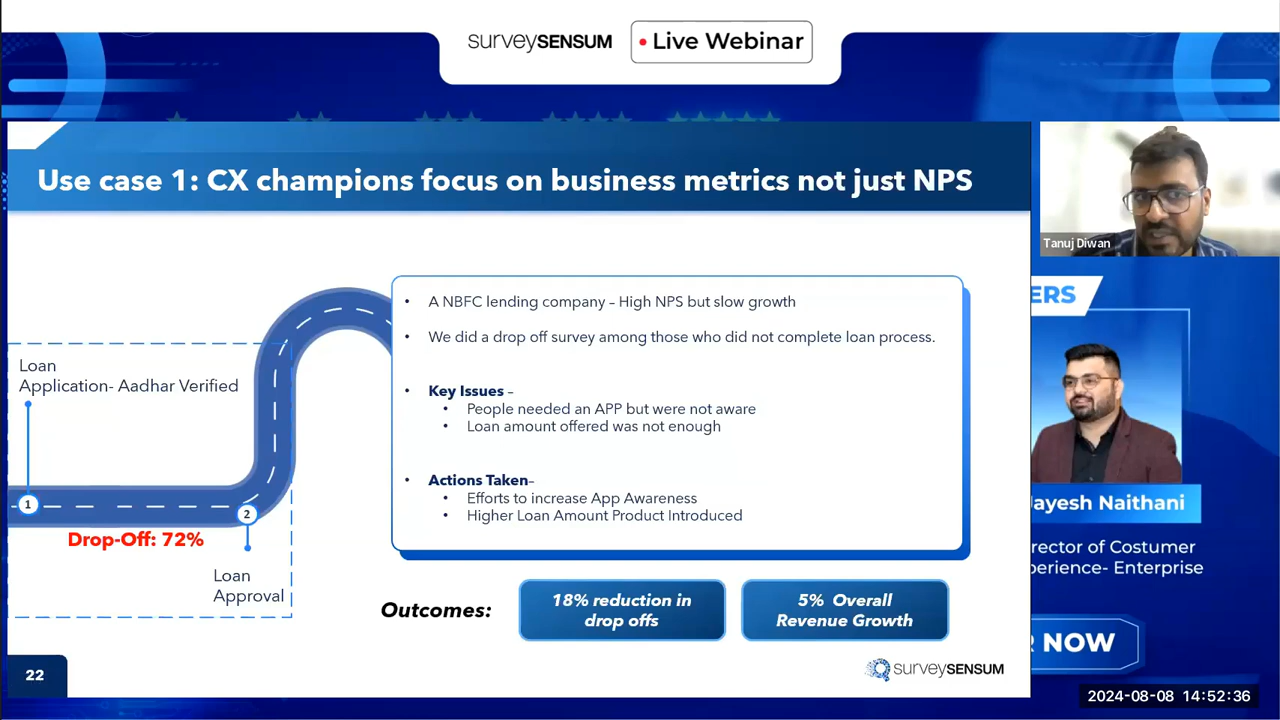 surveySENSUM
Live Webinar
Use case 1: CX champions focus on business metrics not just NPS
Tanuj Diwan
ERS
Loan
Application- Aadhar Verified
1
2
Drop-Off: 72%
Loan
Approval
• A NBFC lending company – High NPS but slow growth
• We did a drop off survey among those who did not complete loan process.
• Key Issues –
• People needed an APP but were not aware
• Loan amount offered was not enough
• Actions Taken–
• Efforts to increase App Awareness
• Higher Loan Amount Product Introduced
Outcomes:
18% reduction in
drop offs
5% Overall
Revenue Growth
Jayesh Naithani
rector of Costumer
perience- Enterprise
R NOW
22
surveySENSUM
2024-08-08 14:52:36